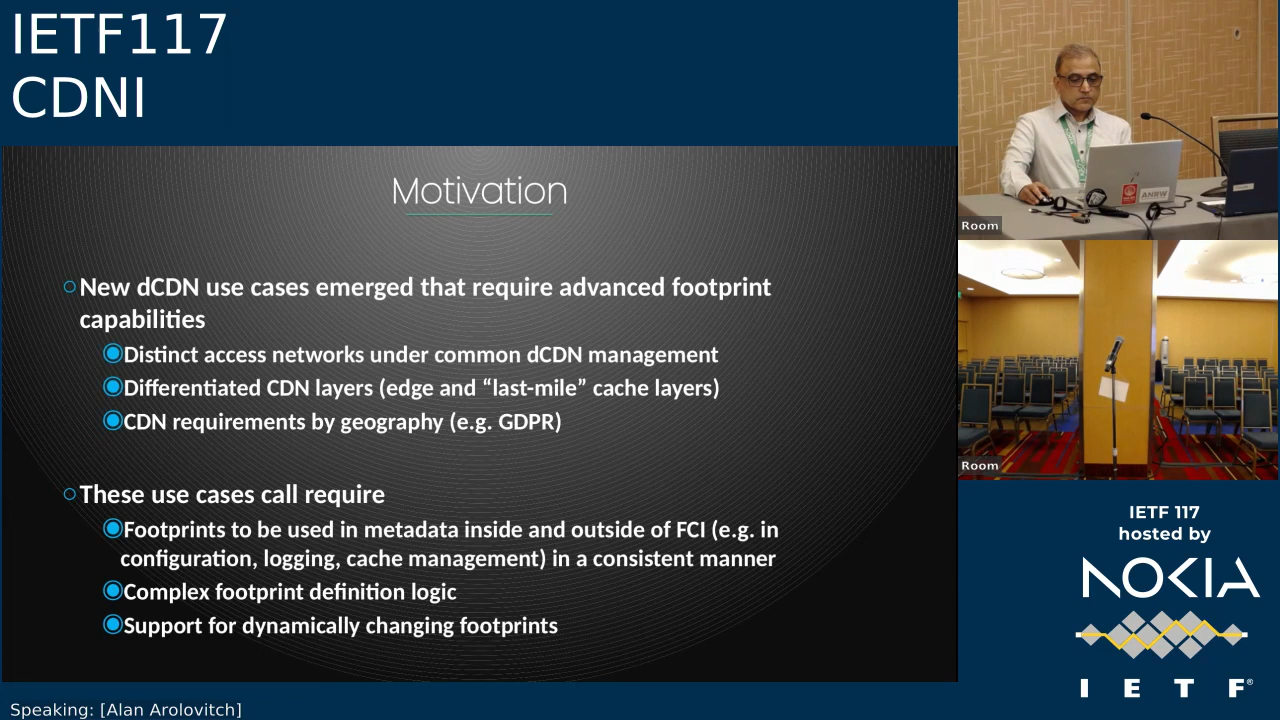 IETF117
CDNI
Motivation
New dCDN use cases emerged that require advanced footprint
capabilities
Distinct access networks under common dCDN management
Differentiated CDN layers (edge and “last-mile” cache layers)
CDN requirements by geography (e.g. GDPR)
These use cases call require
Footprints to be used in metadata inside and outside of FCI (e.g. in
configuration, logging, cache management) in a consistent manner
Complex footprint definition logic
Support for dynamically changing footprints
Speaking: [Alan Arolovitch]
ANRW
Room
Room
IETF 117
hosted by
NOKIA
I E T F®